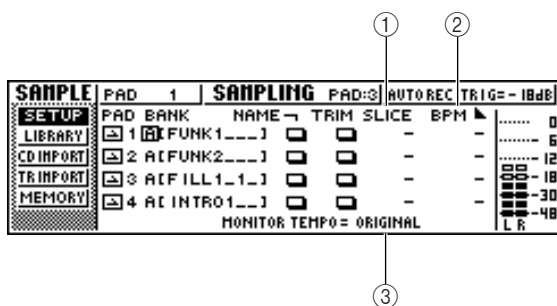 ① ②
SAMPLE PAD 1 SAMPLING PAD:3 AUTOREC TRIG=-18dB
SETUP PAD BANK NAME TRIM SLICE BPM
LIBRARY 1 A[FUNK1___] - -
CD IMPORT 2 A[FUNK2___] - -
TR IMPORT 3 A[FILL1_1_] - -
MEMORY 4 A[INTRO1__] - -
MONITOR TEMPO= ORIGINAL
0
6
12
18
-30
-48
L R
③